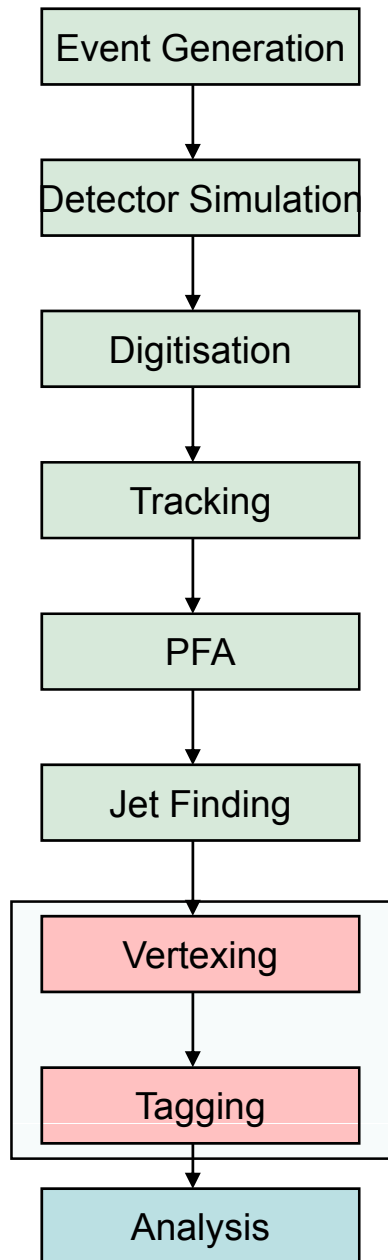 Event Generation
Detector Simulation
Digitisation
Tracking
PFA
Jet Finding
Vertexing
Tagging
Analysis